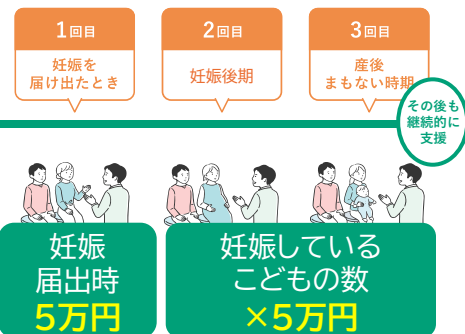 1回目
妊娠を
届け出たとき
2回目
妊娠後期
3回目
産後
まもない時期
その後も
継続的に
支援
妊娠
届出時
5万円
妊娠している
こどもの数
×5万円